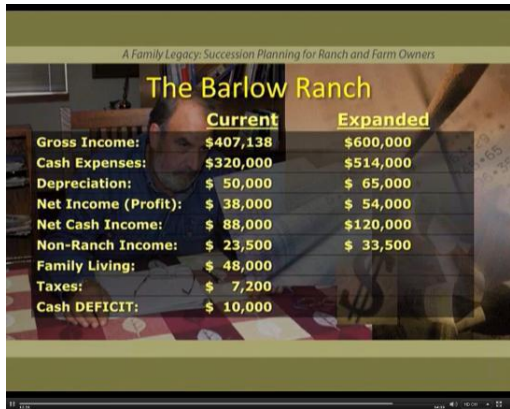 A Family Legacy: Succession Planning for Ranch and Farm Owners
The Barlow Ranch
Current Expanded
Gross Income: $407,138 $600,000
Cash Expenses: $320,000 $514,000
Depreciation: $ 50,000 $ 65,000
Net Income (Profit): $ 38,000 $ 54,000
Net Cash Income: $ 88,000 $120,000
Non-Ranch Income: $ 23,500 $ 33,500
Family Living: $ 48,000
Taxes: $ 7,200
Cash DEFICIT: $ 10,000